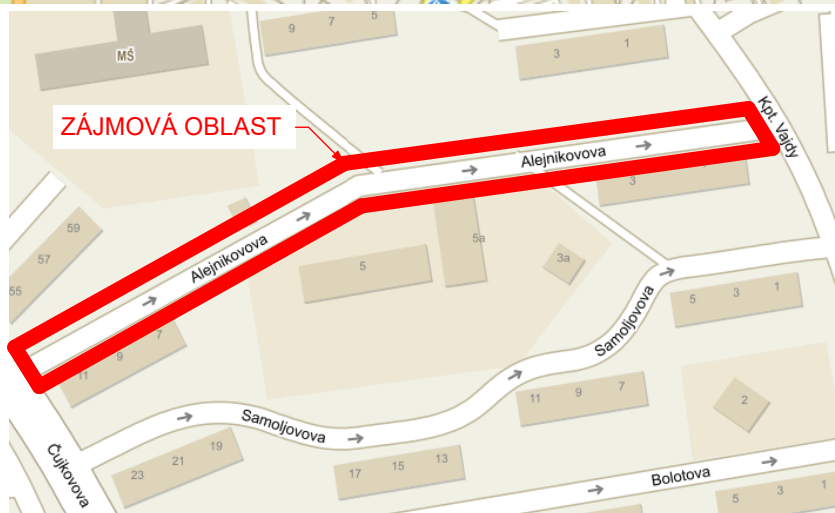 9 7 5
MŠ
3 1
ZÁJMOVÁ OBLAST
Kpt. Vajdy
Alejnikovova
3
59
57
55
Alejnikovova
5
5a
3a
7
9
11
5 3 1
Samoljovova
11 9 7
2
Samoljovova
Čujkovova
23 21 19
17 15 13
Bolotova
5 3 1